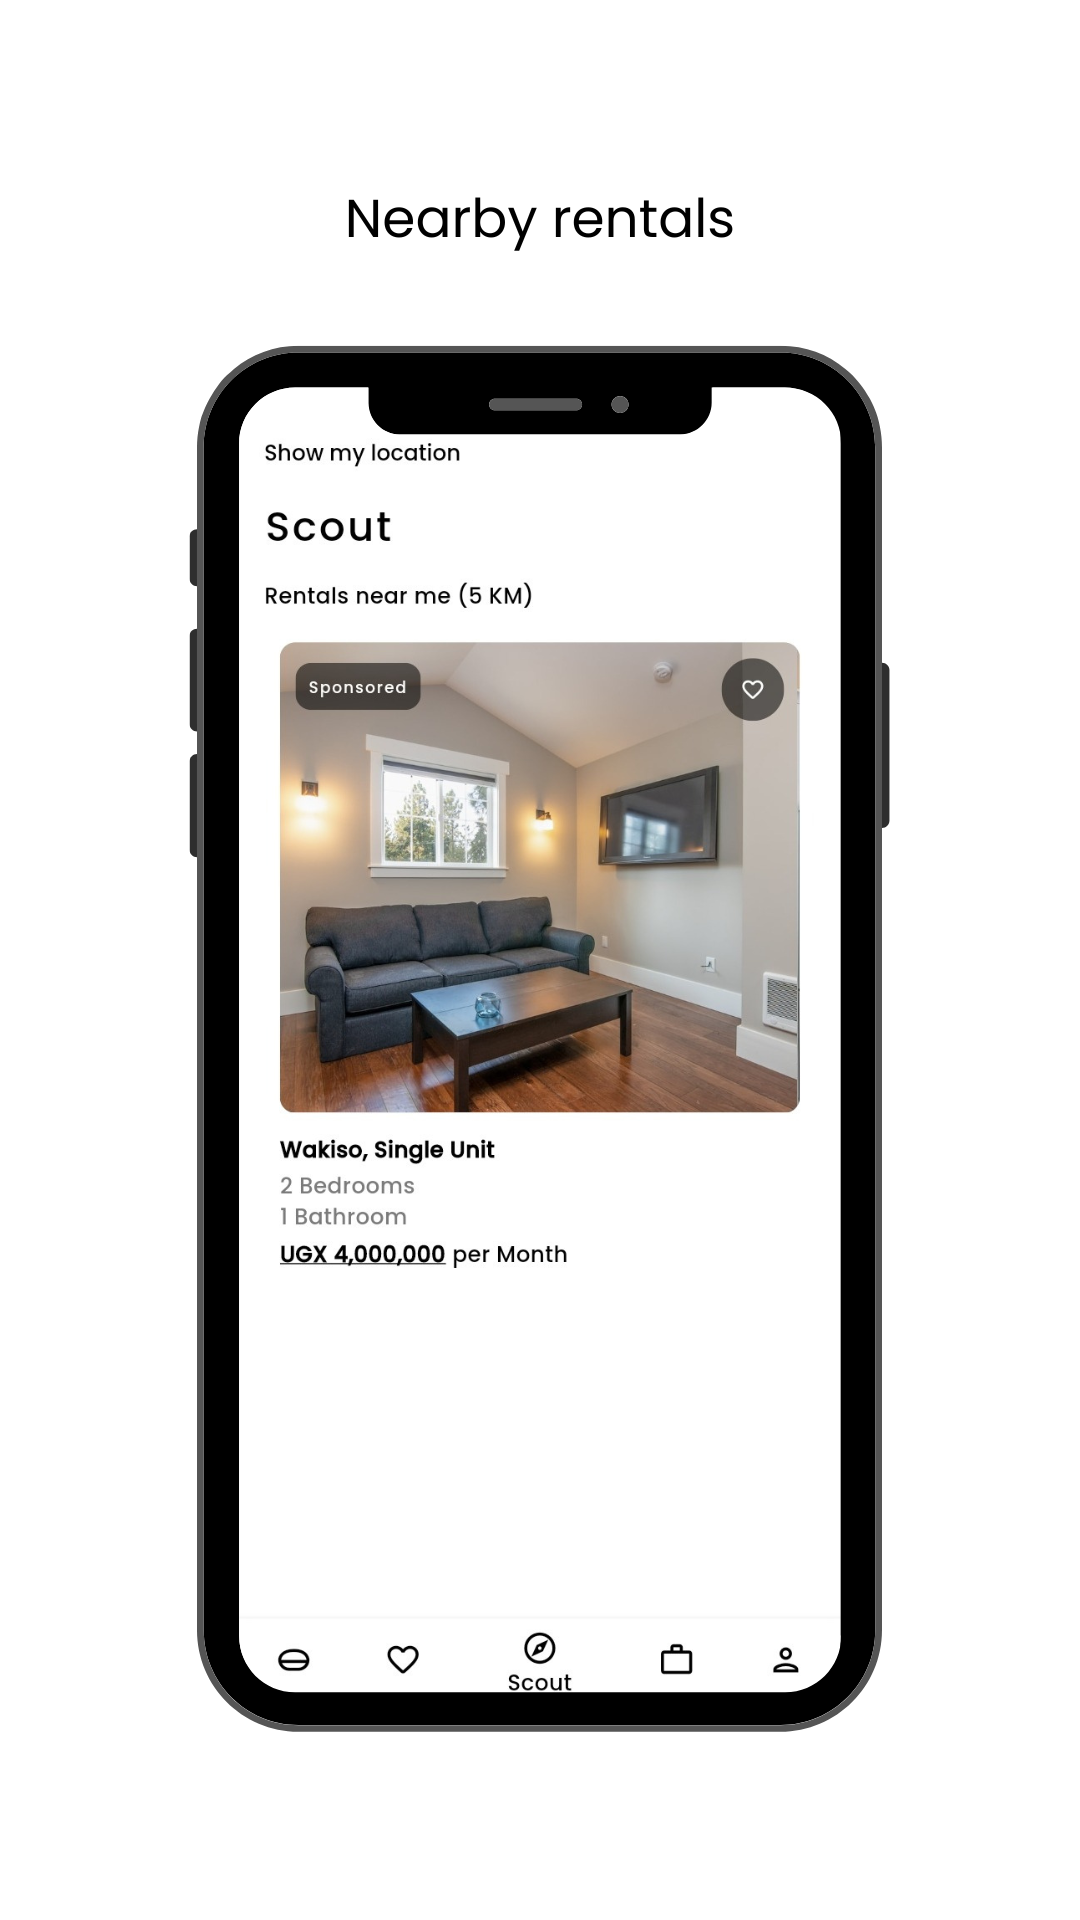 Nearby rentals
Show my location
Scout
Rentals near me (5 KM)
Sponsored
Wakiso, Single Unit
2 Bedrooms
1 Bathroom
UGX 4,000,000 per Month
Scout